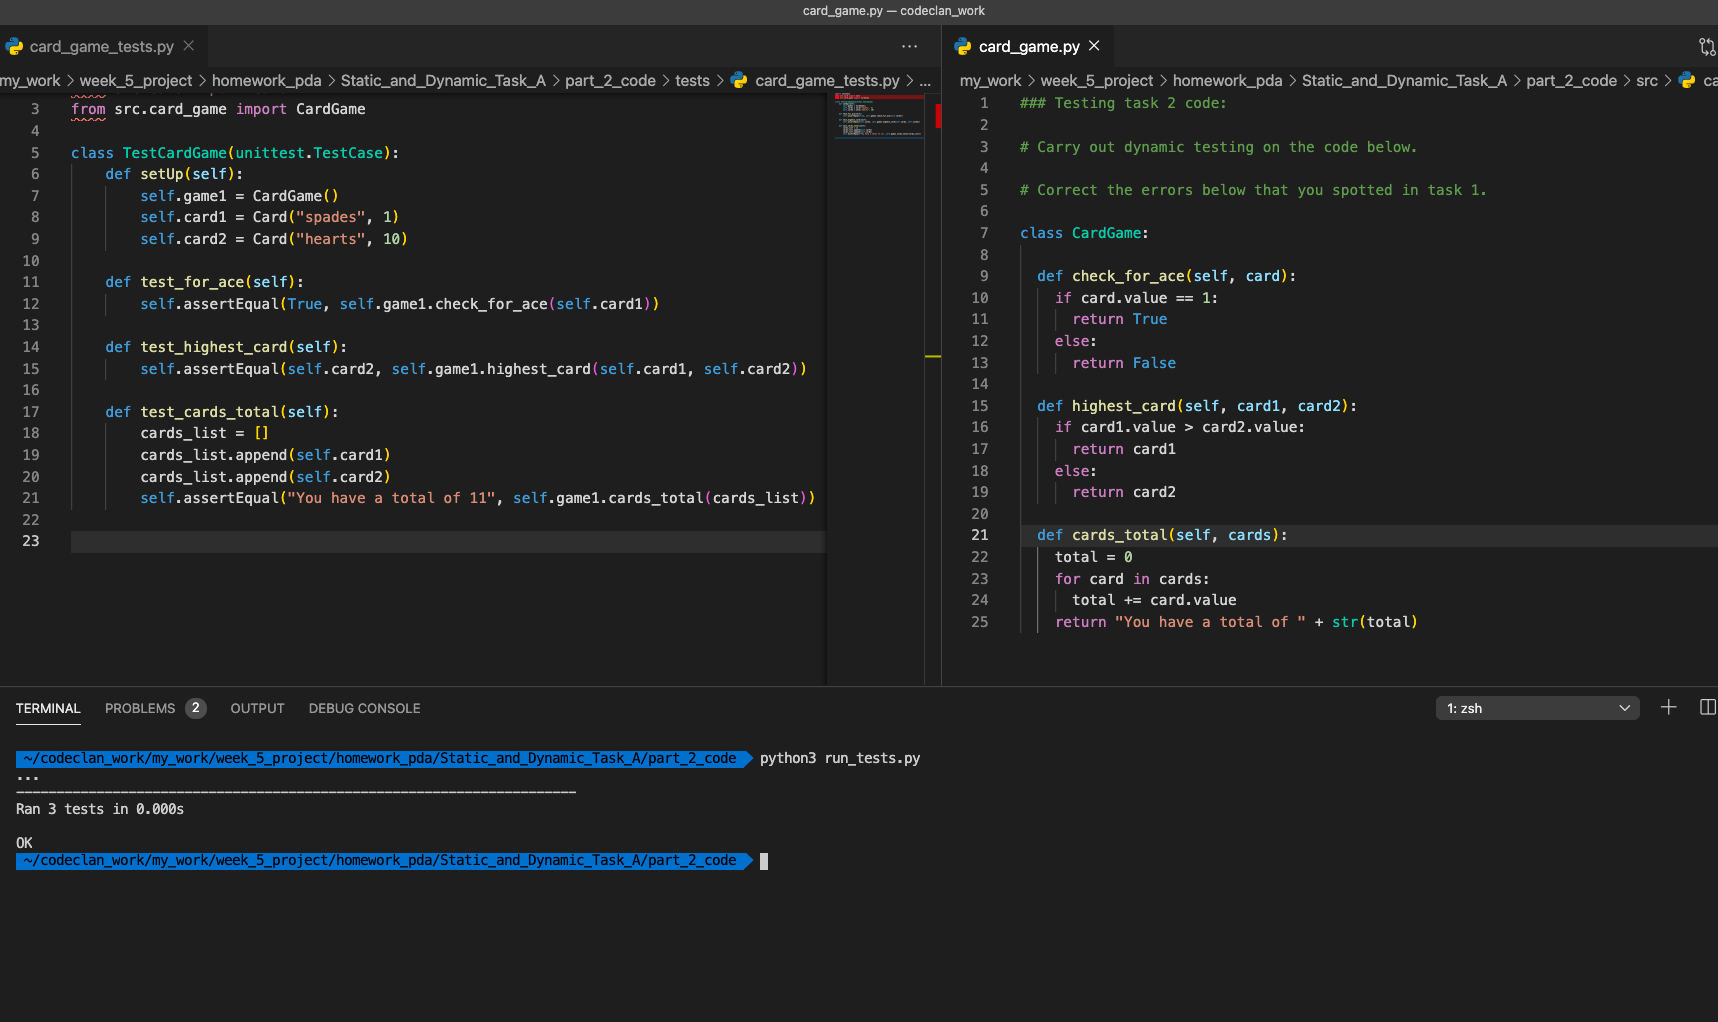 card_game.py — codeclan_work
card_game_tests.py
my_work > week_5_project > homework_pda > Static_and_Dynamic_Task_A > part_2_code > tests > card_game_tests.py > ...
3 from src.card_game import CardGame
4
5 class TestCardGame(unittest.TestCase):
6 def setUp(self):
7 self.game1 = CardGame()
8 self.card1 = Card("spades", 1)
9 self.card2 = Card("hearts", 10)
10
11 def test_for_ace(self):
12 self.assertEqual(True, self.game1.check_for_ace(self.card1))
13
14 def test_highest_card(self):
15 self.assertEqual(self.card2, self.game1.highest_card(self.card1, self.card2))
16
17 def test_cards_total(self):
18 cards_list = []
19 cards_list.append(self.card1)
20 cards_list.append(self.card2)
21 self.assertEqual("You have a total of 11", self.game1.cards_total(cards_list))
22
23
card_game.py
my_work > week_5_project > homework_pda > Static_and_Dynamic_Task_A > part_2_code > src > ca
1 ### Testing task 2 code:
2
3 # Carry out dynamic testing on the code below.
4
5 # Correct the errors below that you spotted in task 1.
6
7 class CardGame:
8
9 def check_for_ace(self, card):
10 if card.value == 1:
11 return True
12 else:
13 return False
14
15 def highest_card(self, card1, card2):
16 if card1.value > card2.value:
17 return card1
18 else:
19 return card2
20
21 def cards_total(self, cards):
22 total = 0
23 for card in cards:
24 total += card.value
25 return "You have a total of " + str(total)
TERMINAL PROBLEMS 2 OUTPUT DEBUG CONSOLE 1: zsh
~/codeclan_work/my_work/week_5_project/homework_pda/Static_and_Dynamic_Task_A/part_2_code python3 run_tests.py
...
----------------------------------------------------------------------
Ran 3 tests in 0.000s
OK
~/codeclan_work/my_work/week_5_project/homework_pda/Static_and_Dynamic_Task_A/part_2_code